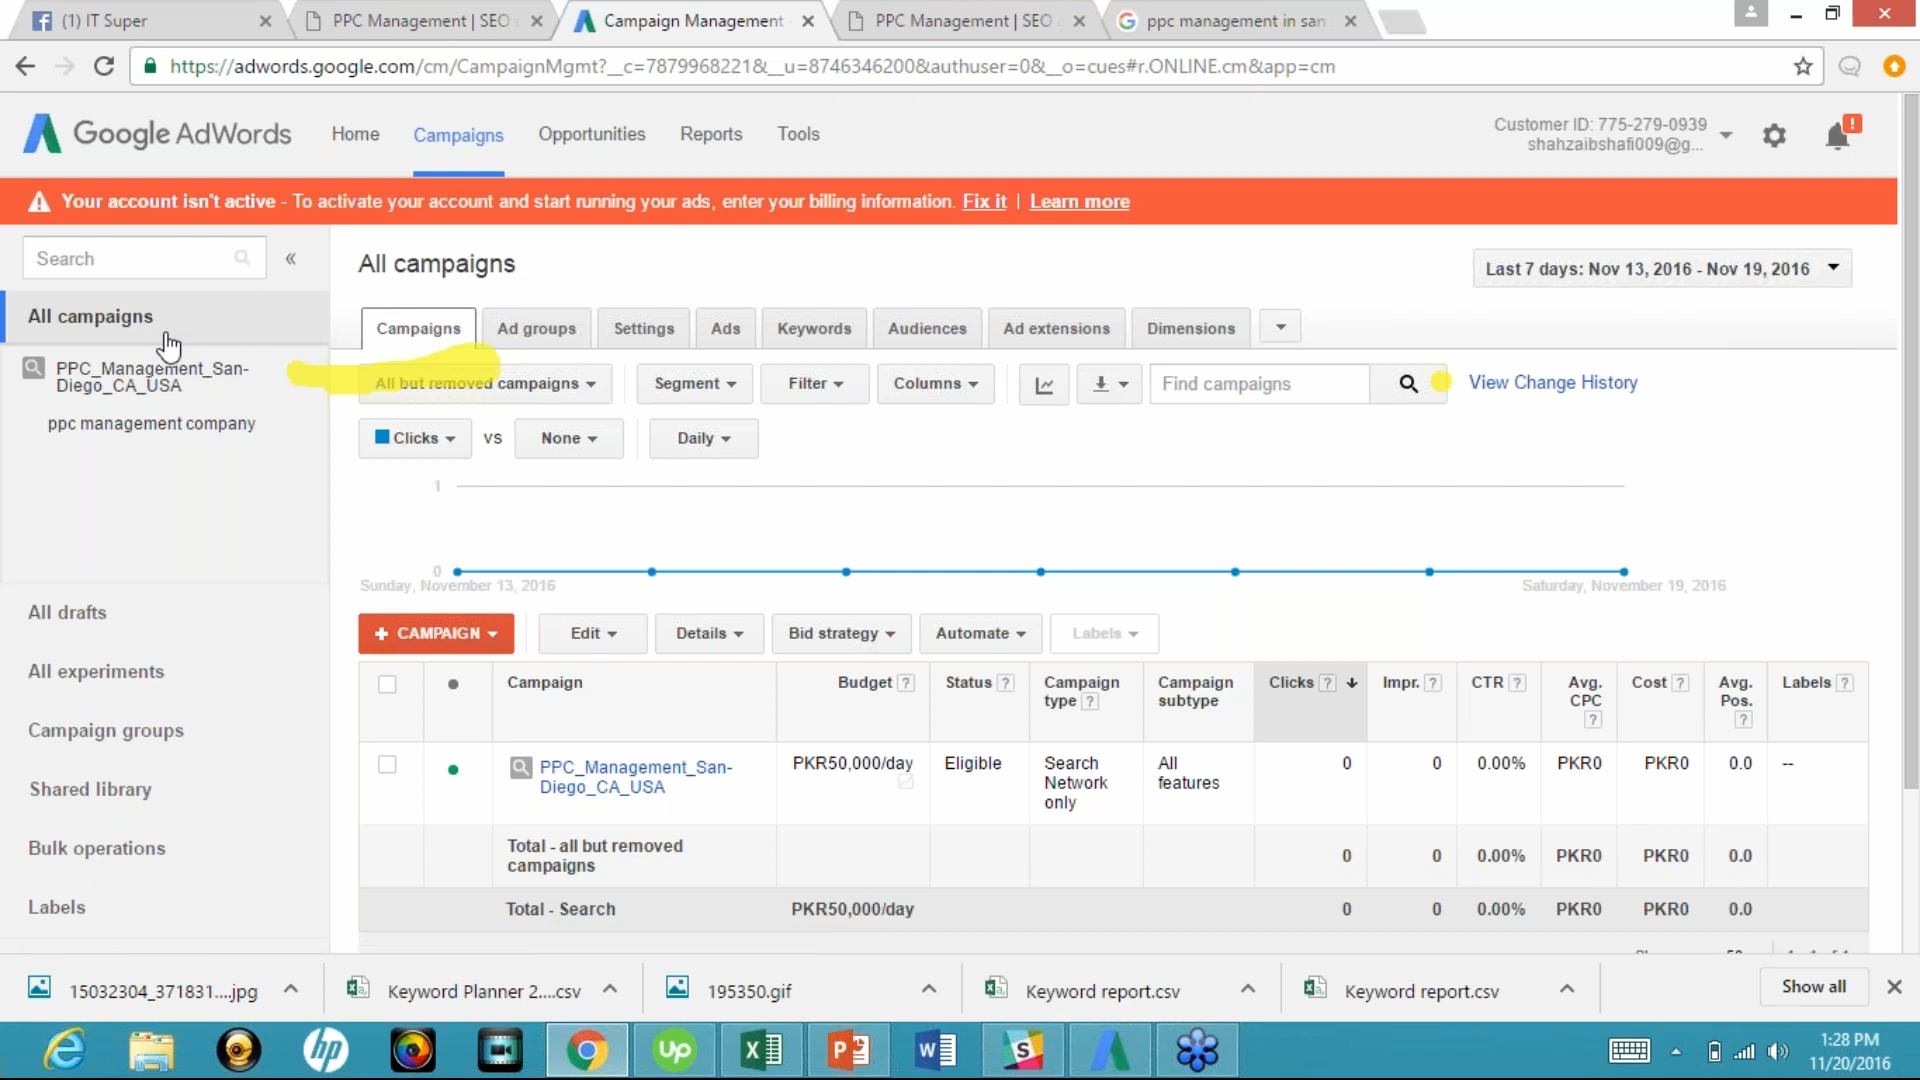 (1) IT Super
PPC Management | SEO
Campaign Management
PPC Management | SEO
ppc management in san
https://adwords.google.com/cm/CampaignMgmt?__c=7879968221&__u=8746346200&authuser=0&__o=cues#r.ONLINE.cm&app=cm
Google AdWords
Home
Campaigns
Opportunities
Reports
Tools
Customer ID: 775-279-0939
shahzaibshafi009@g...
!
Your account isn't active - To activate your account and start running your ads, enter your billing information. Fix it | Learn more
Search
«
All campaigns
PPC_Management_San-
Diego_CA_USA
ppc management company
All drafts
All experiments
Campaign groups
Shared library
Bulk operations
Labels
All campaigns
Last 7 days: Nov 13, 2016 - Nov 19, 2016
Campaigns
Ad groups
Settings
Ads
Keywords
Audiences
Ad extensions
Dimensions
All but removed campaigns
Segment
Filter
Columns
Find campaigns
View Change History
Clicks
VS
None
Daily
1
0
Sunday, November 13, 2016
Saturday, November 19, 2016
+ CAMPAIGN
Edit
Details
Bid strategy
Automate
Labels
Campaign
Budget ?
Status ?
Campaign
type ?
Campaign
subtype
Clicks ?
Impr. ?
CTR ?
Avg.
CPC
?
Cost ?
Avg.
Pos.
?
Labels ?
PPC_Management_San-
Diego_CA_USA
PKR50,000/day
Eligible
Search
Network
only
All
features
0
0
0.00%
PKR0
PKR0
0.0
--
Total - all but removed
campaigns
0
0
0.00%
PKR0
PKR0
0.0
Total - Search
PKR50,000/day
0
0
0.00%
PKR0
PKR0
0.0
15032304_371831....jpg
Keyword Planner 2....csv
195350.gif
Keyword report.csv
Keyword report.csv
Show all
hp
Up
X
P
W
S
1:28 PM
11/20/2016